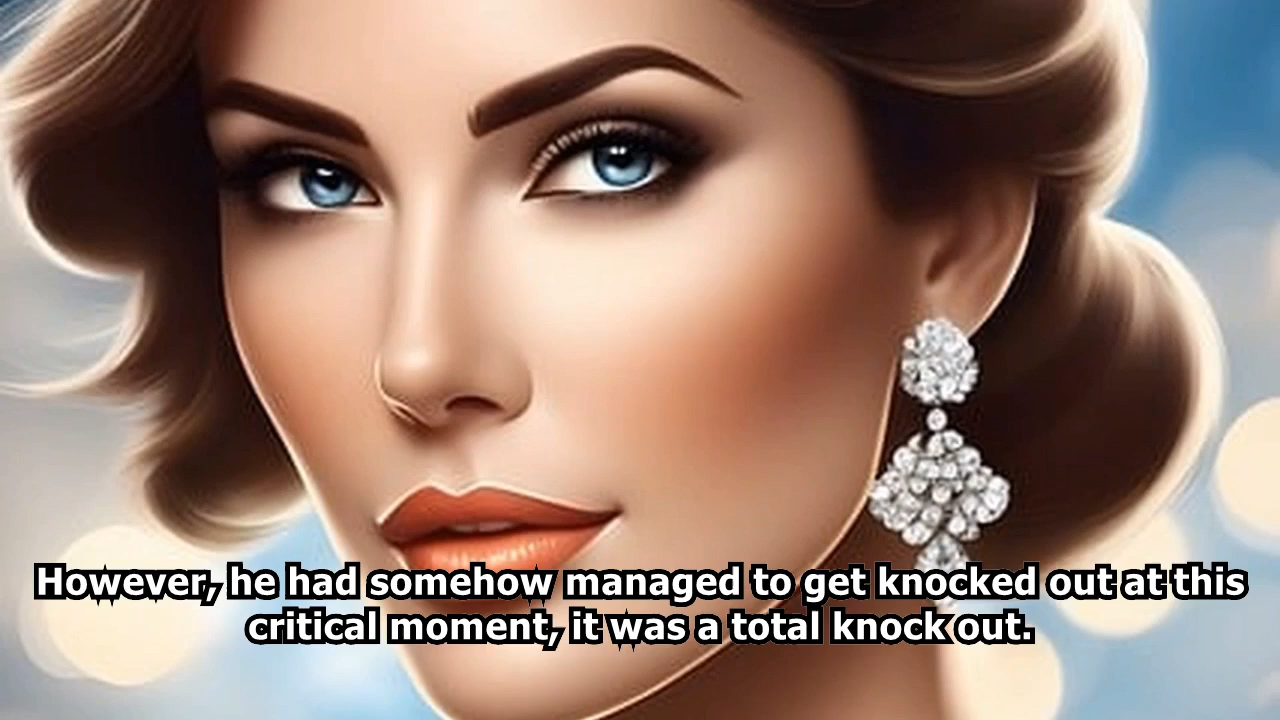 However, he had somehow managed to get knocked out at this
critical moment, it was a total knock out.